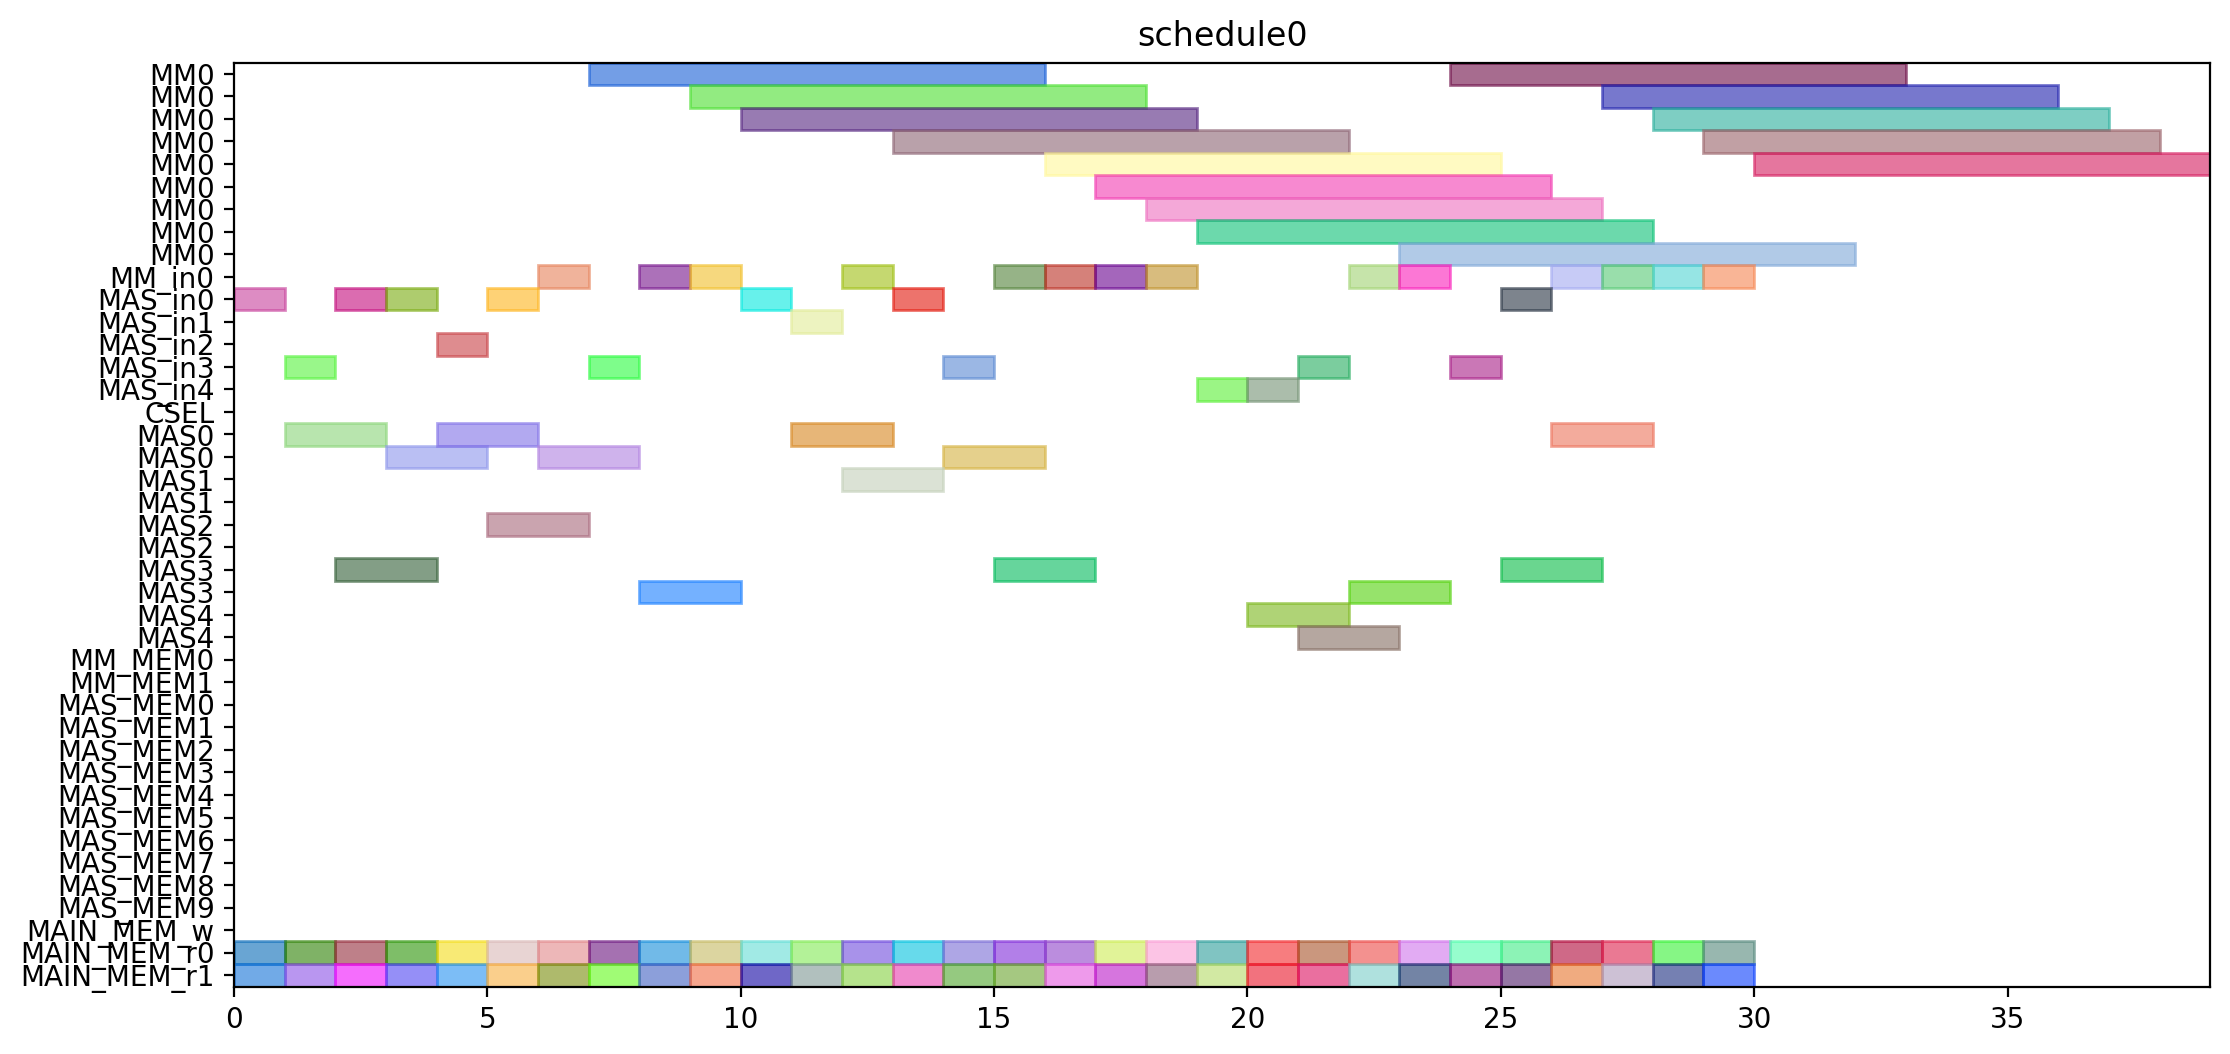 schedule0
MM0
MM0
MM0
MM0
MM0
MM0
MM0
MM0
MM0
MM_in0
MAS_in0
MAS_in1
MAS_in2
MAS_in3
MAS_in4
CSEL
MAS0
MAS0
MAS1
MAS1
MAS2
MAS2
MAS3
MAS3
MAS4
MAS4
MM_MEM0
MM_MEM1
MAS_MEM0
MAS_MEM1
MAS_MEM2
MAS_MEM3
MAS_MEM4
MAS_MEM5
MAS_MEM6
MAS_MEM7
MAS_MEM8
MAS_MEM9
MAIN_MEM_w
MAIN_MEM_r0
MAIN_MEM_r1
0 5 10 15 20 25 30 35